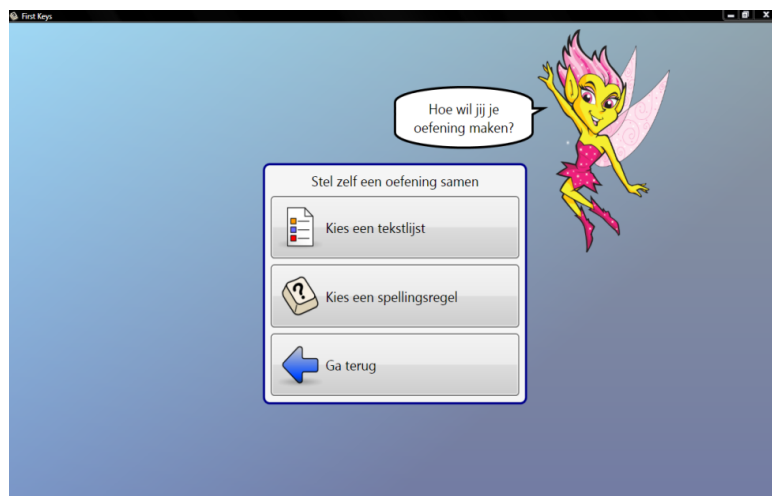 First Keys
Hoe wil jij je
oefening maken?
Stel zelf een oefening samen
Kies een tekstlijst
?
Kies een spellingsregel
Ga terug